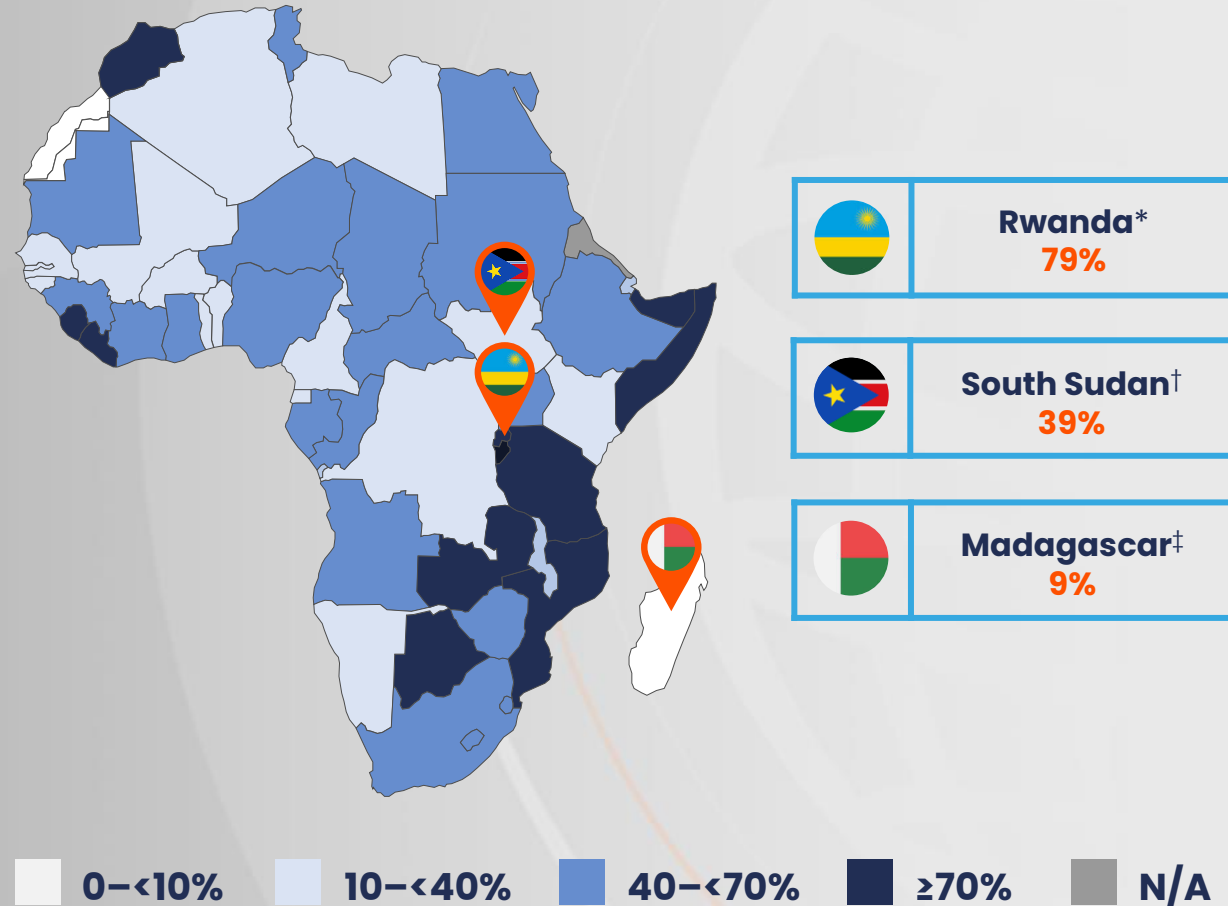 Rwanda*
79%
South Sudan†
39%
Madagascar‡
9%
0–<10%
10–<40%
40–<70%
≥70%
N/A